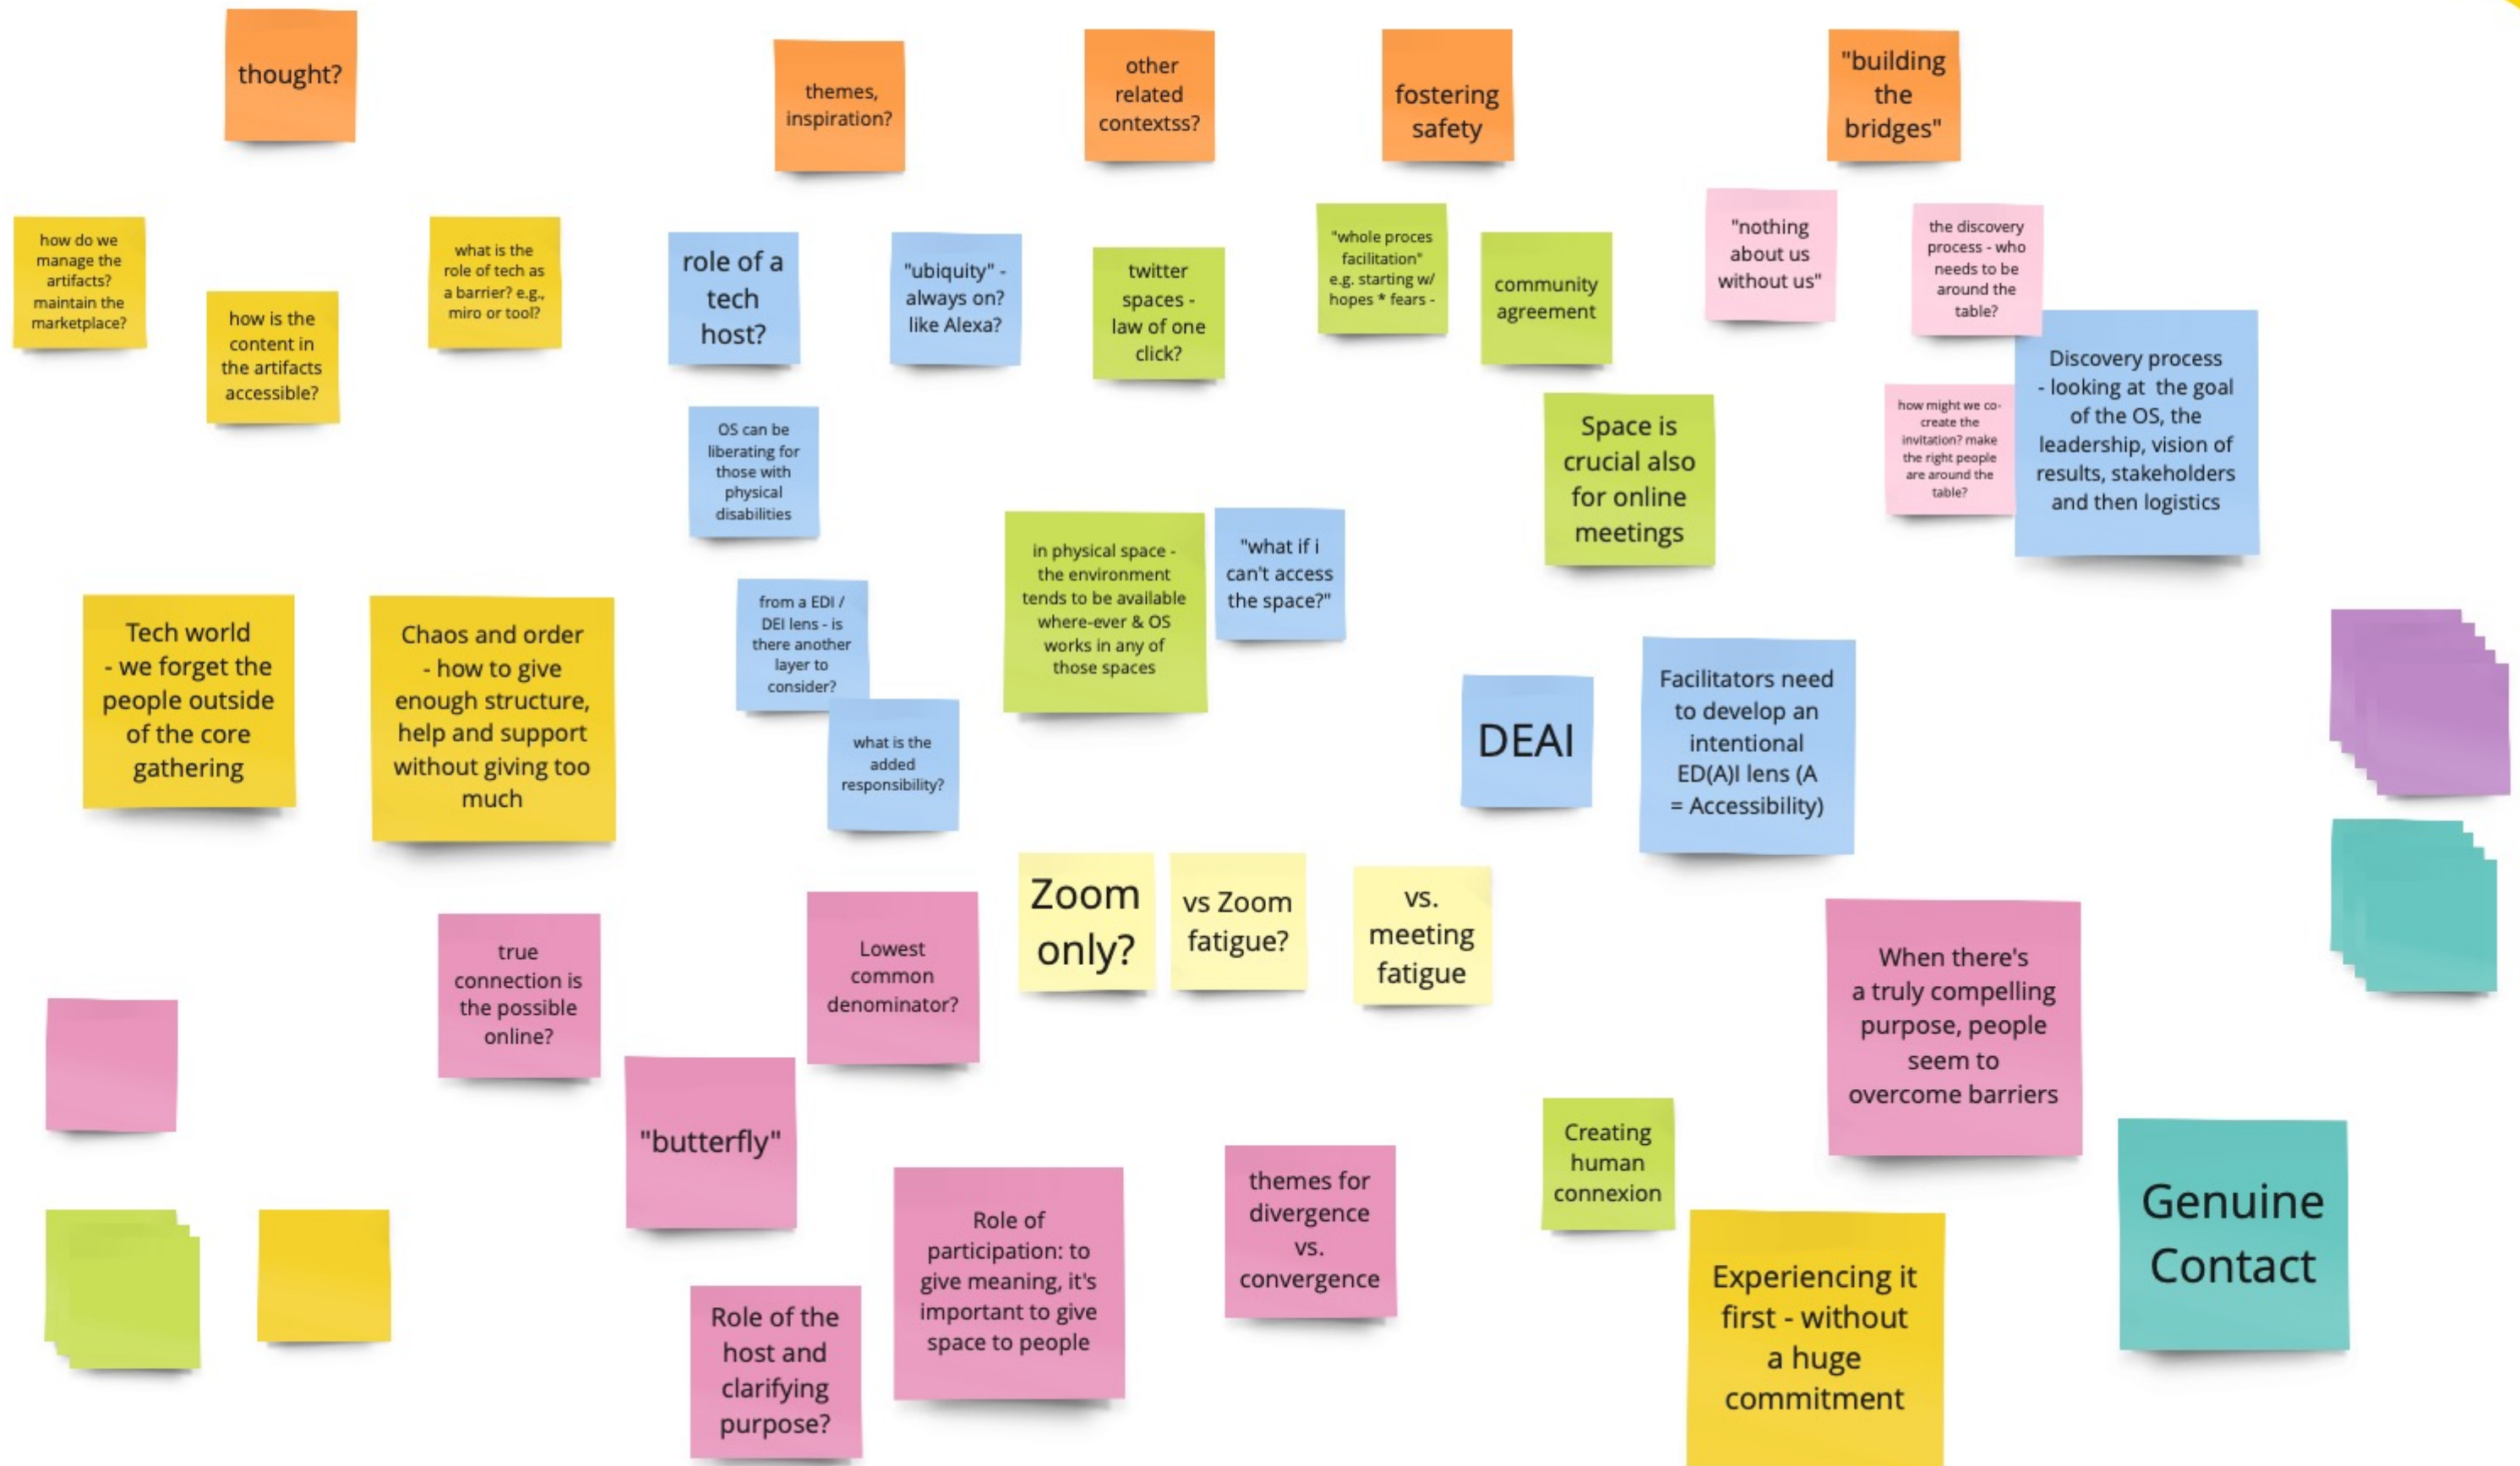 thought?
themes,
inspiration?
other
related
contextss?
fostering
safety
"building
the
bridges"
how do we
manage the
artifacts?
maintain the
marketplace?
how is the
content in
the artifacts
accessible?
what is the
role of tech as
a barrier? e.g.,
miro or tool?
role of a
tech
host?
"ubiquity" -
always on?
like Alexa?
twitter
spaces -
law of one
click?
"whole proces
facilitation"
e.g. starting w/
hopes * fears -
community
agreement
"nothing
about us
without us"
the discovery
process - who
needs to be
around the
table?
Discovery process
- looking at the goal
of the OS, the
leadership, vision of
results, stakeholders
and then logistics
how might we co-
create the
invitation? make
the right people
are around the
table?
OS can be
liberating for
those with
physical
disabilities
Space is
crucial also
for online
meetings
in physical space -
the environment
tends to be available
where-ever & OS
works in any of
those spaces
"what if i
can't access
the space?"
from a EDI /
DEI lens - is
there another
layer to
consider?
what is the
added
responsibility?
Tech world
- we forget the
people outside
of the core
gathering
Chaos and order
- how to give
enough structure,
help and support
without giving too
much
DEAI
Facilitators need
to develop an
intentional
ED(A)I lens (A
= Accessibility)
true
connection is
the possible
online?
Lowest
common
denominator?
Zoom
only?
vs Zoom
fatigue?
vs.
meeting
fatigue
When there's
a truly compelling
purpose, people
seem to
overcome barriers
"butterfly"
Role of the
host and
clarifying
purpose?
Role of
participation: to
give meaning, it's
important to give
space to people
themes for
divergence
vs.
convergence
Creating
human
connexion
Experiencing it
first - without
a huge
commitment
Genuine
Contact